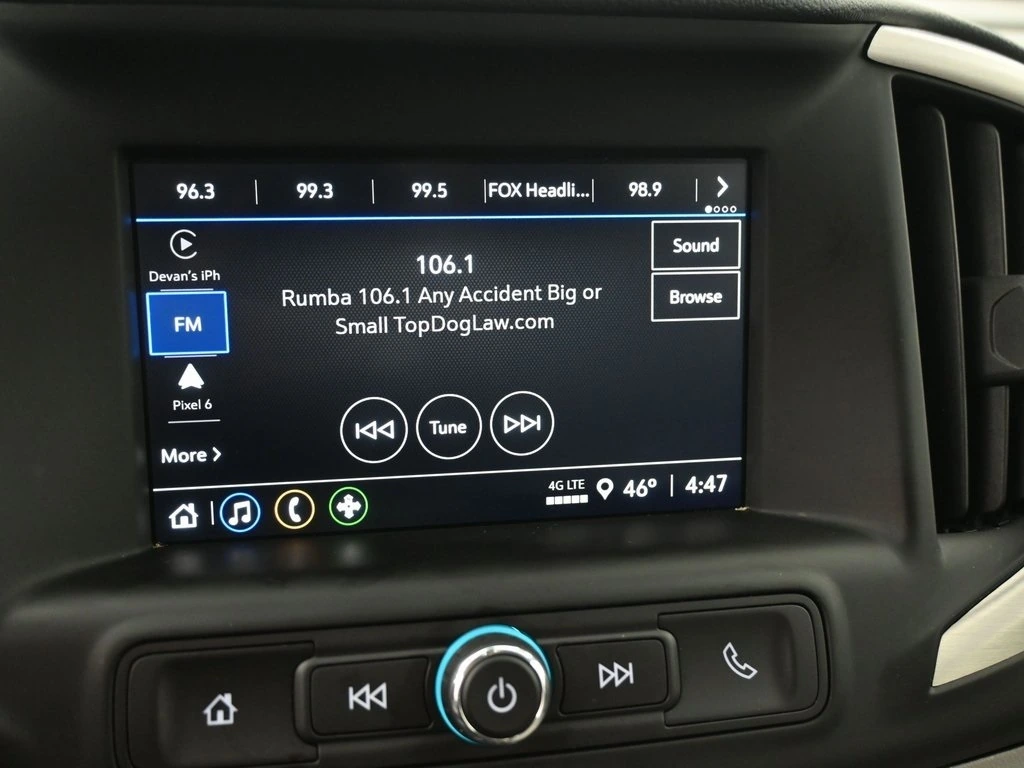 96.3 99.3 99.5 FOX Headli... 98.9
Devan's iPh
FM
Pixel 6
More
106.1
Rumba 106.1 Any Accident Big or
Small TopDogLaw.com
Tune
Sound
Browse
4G LTE 46° 4:47